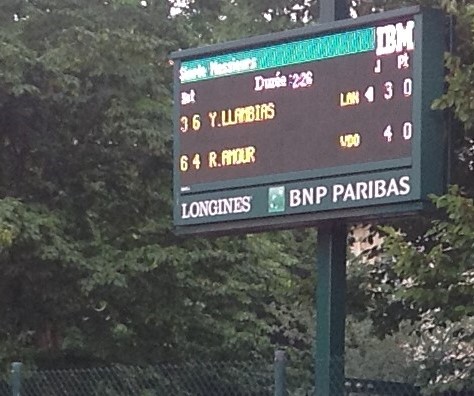 IBM
Durée 2:26
J Pt
Set
3 6 Y.LLAMBIAS LAN 4 3 0
6 4 R.AMOUR VDO 4 0
LONGINES BNP PARIBAS